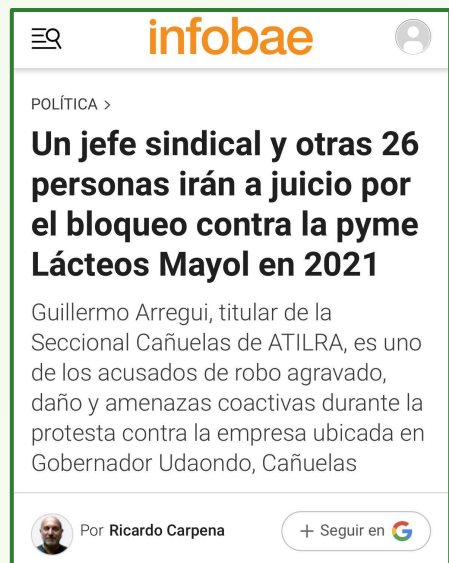 infobae
POLÍTICA >
Un jefe sindical y otras 26
personas irán a juicio por
el bloqueo contra la pyme
Lácteos Mayol en 2021
Guillermo Arregui, titular de la
Seccional Cañuelas de ATILRA, es uno
de los acusados de robo agravado,
daño y amenazas coactivas durante la
protesta contra la empresa ubicada en
Gobernador Udaondo, Cañuelas
Por Ricardo Carpena
+ Seguir en G